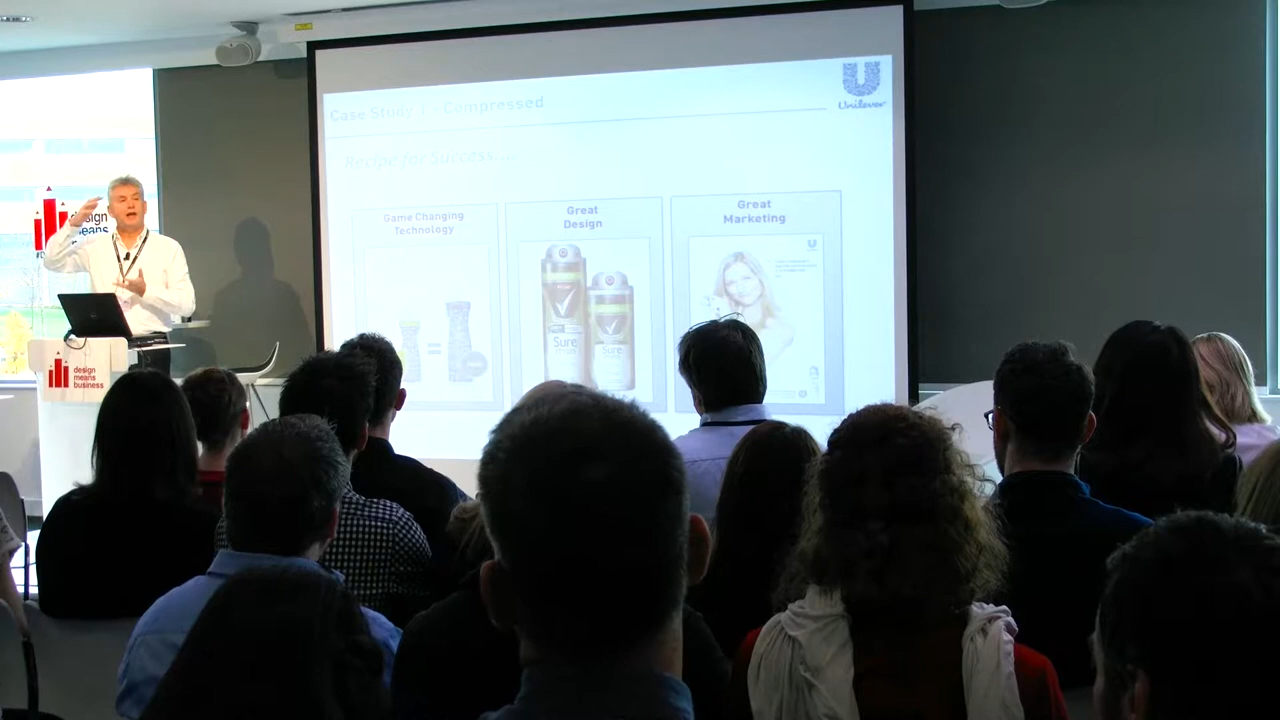 Case Study 1 - Compressed
Unilever
Recipe for Success....
Game Changing
Technology
Great
Design
Great
Marketing
Sure
Sure
design
means
design
means
business